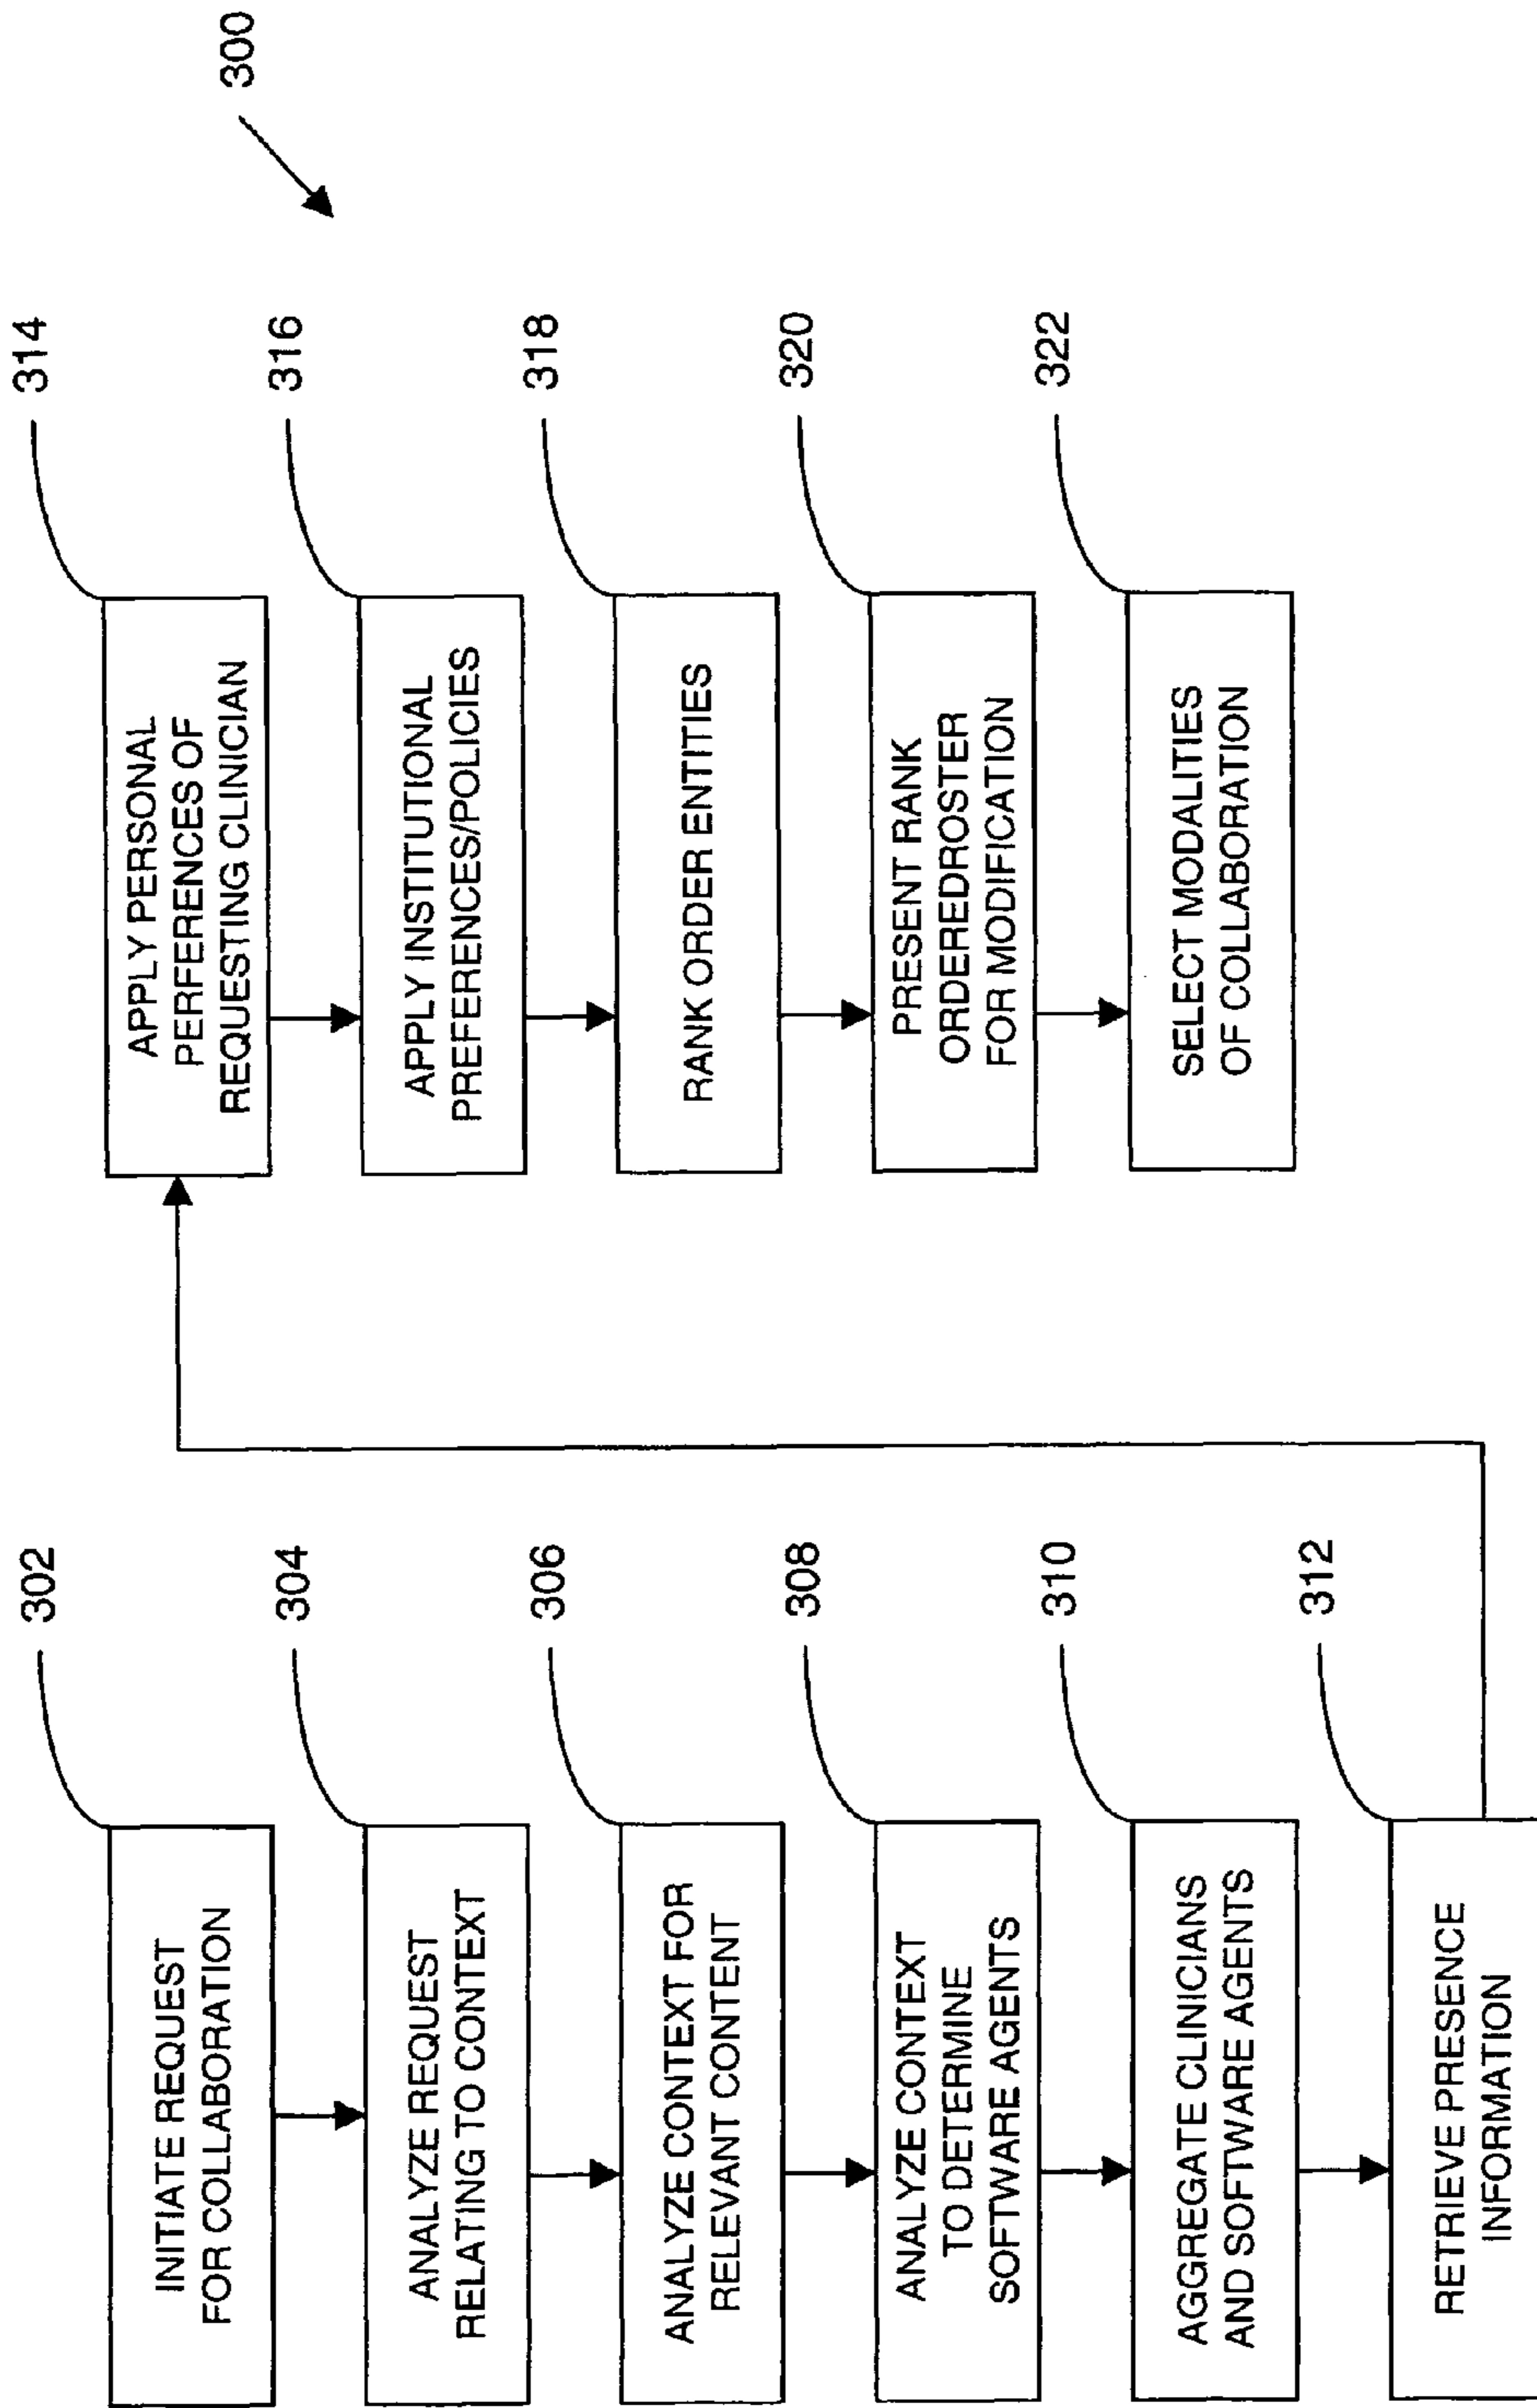 302
INITIATE REQUEST
FOR COLLABORATION
304
ANALYZE REQUEST
RELATING TO CONTEXT
306
ANALYZE CONTEXT FOR
RELEVANT CONTENT
308
ANALYZE CONTEXT
TO DETERMINE
SOFTWARE AGENTS
310
AGGREGATE CLINICIANS
AND SOFTWARE AGENTS
312
RETRIEVE PRESENCE
INFORMATION
314
APPLY PERSONAL
PERFERENCES OF
REQUESTING CLINICIAN
316
APPLY INSTITUTIONAL
PREFERENCES/POLICIES
318
RANK ORDER ENTITIES
320
PRESENT RANK
ORDEREDROSTER
FOR MODIFICATION
322
SELECT MODALITIES
OF COLLABORATION
300